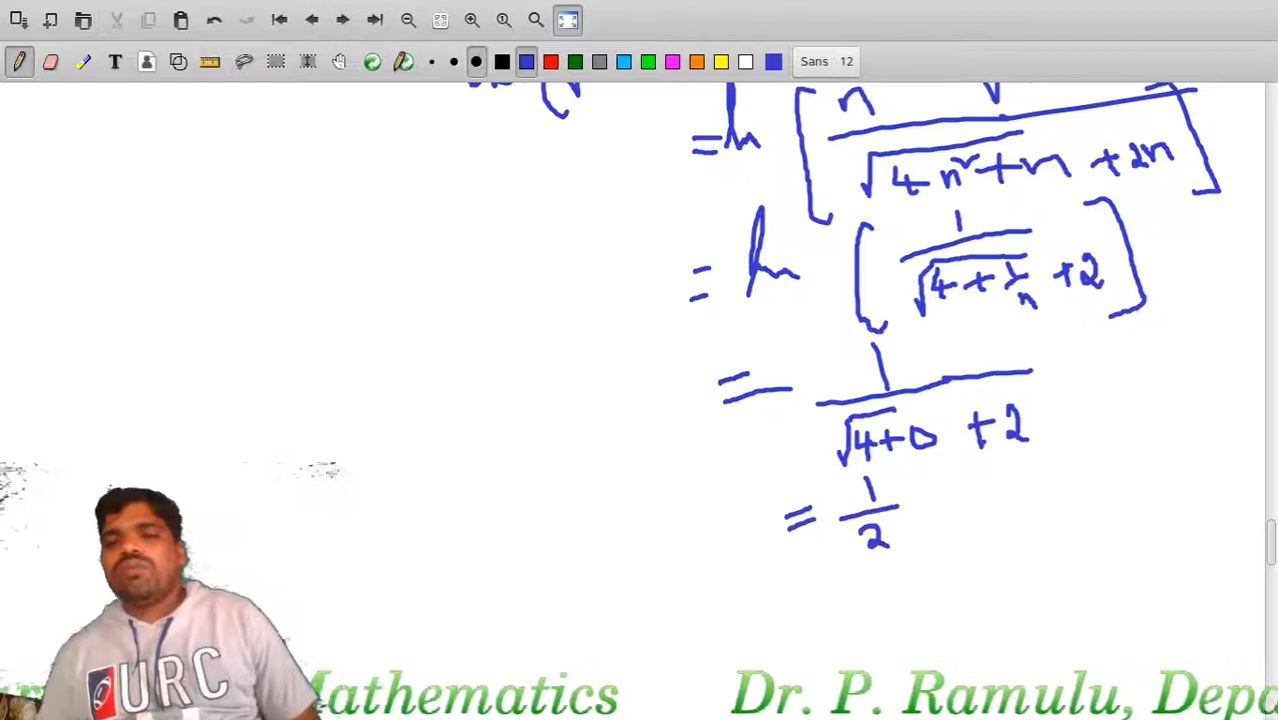 Sans 12
= lim [ n √
√4n²+n + 2n ]
= lim [ 1 / √4 + 1/n + 2 ]
= 1 / √4+0 + 2
= 1/2
URC
Mathematics Dr. P. Ramulu, Depa